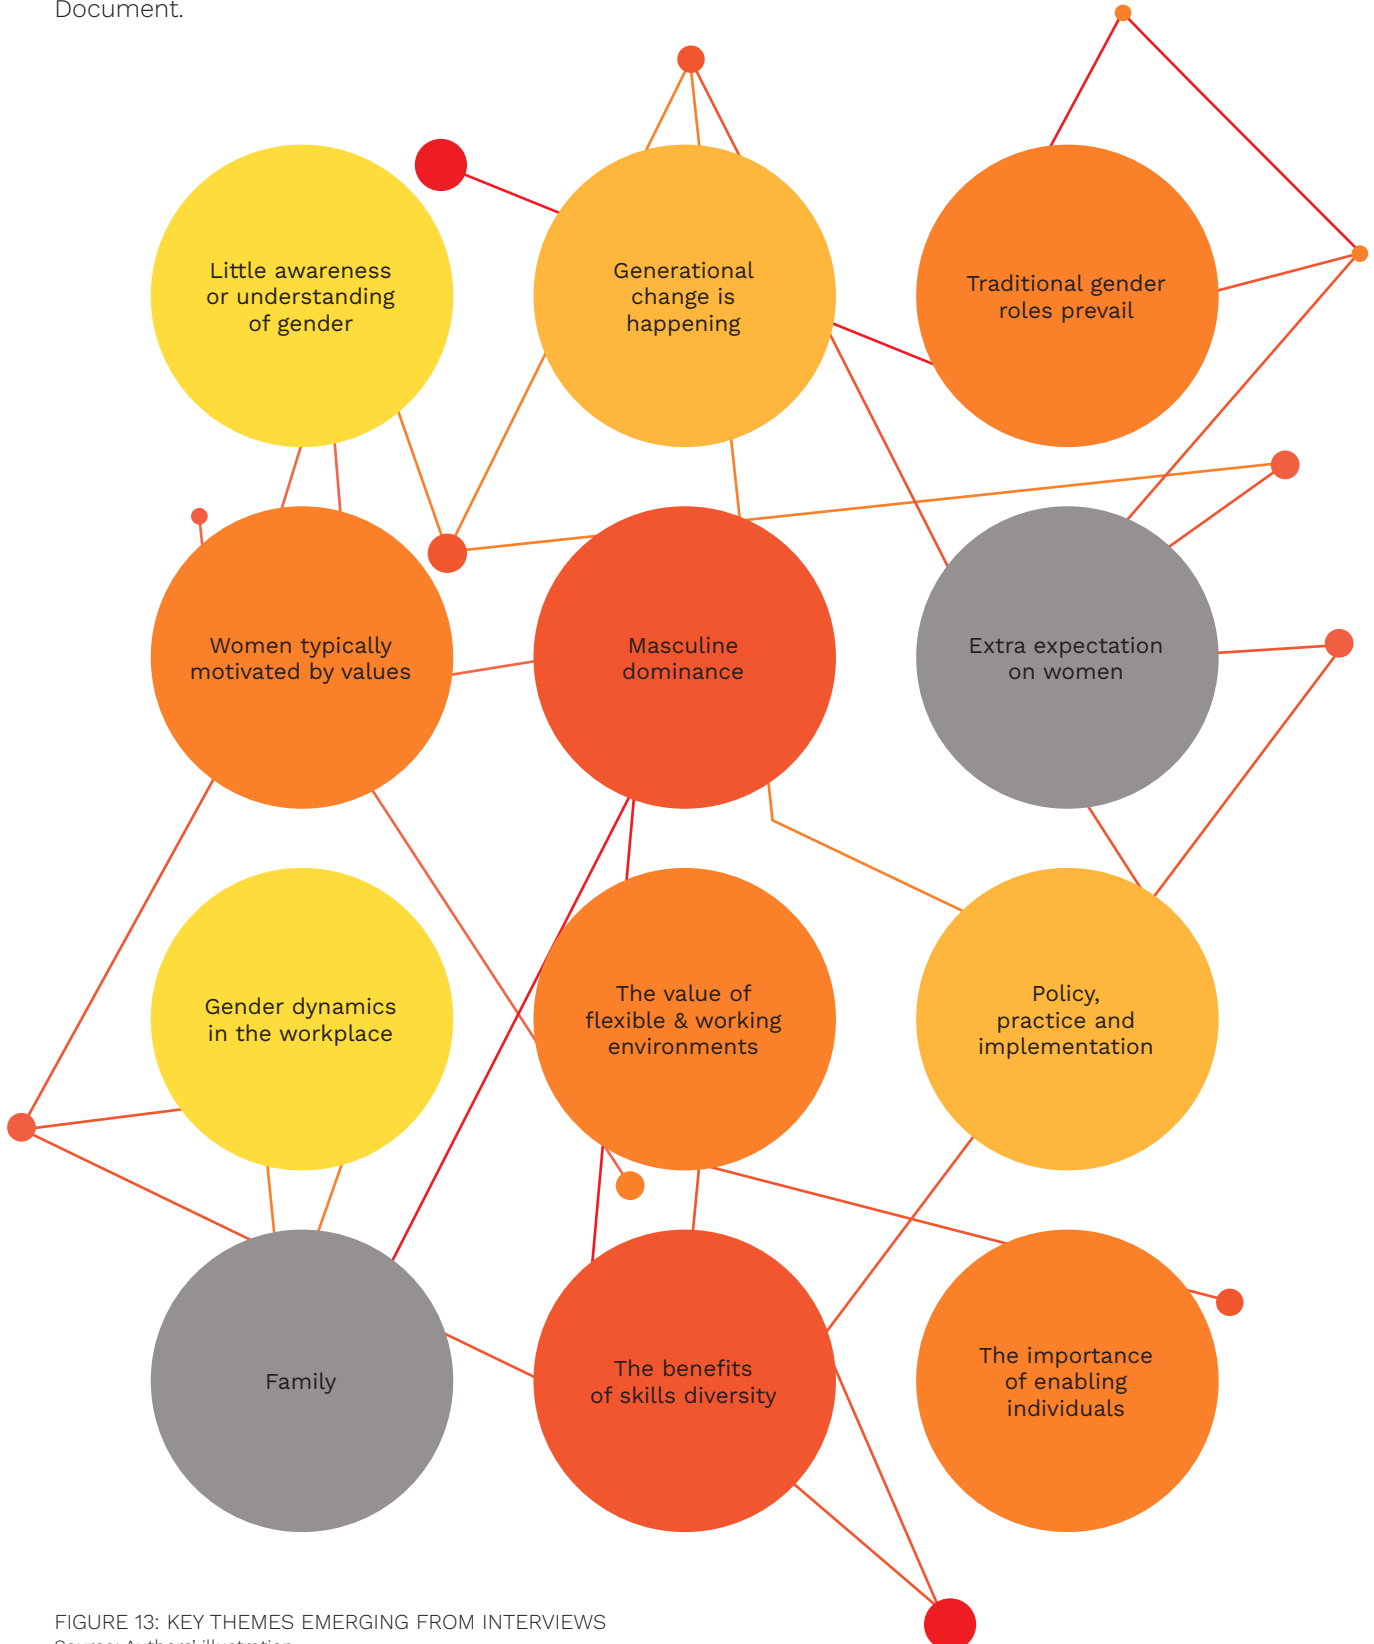 Document.
Little awareness
or understanding
of gender
Generational
change is
happening
Traditional gender
roles prevail
Women typically
motivated by values
Masculine
dominance
Extra expectation
on women
Gender dynamics
in the workplace
The value of
flexible & working
environments
Policy,
practice and
implementation
Family
The benefits
of skills diversity
The importance
of enabling
individuals
FIGURE 13: KEY THEMES EMERGING FROM INTERVIEWS
Source: Authors' illustration